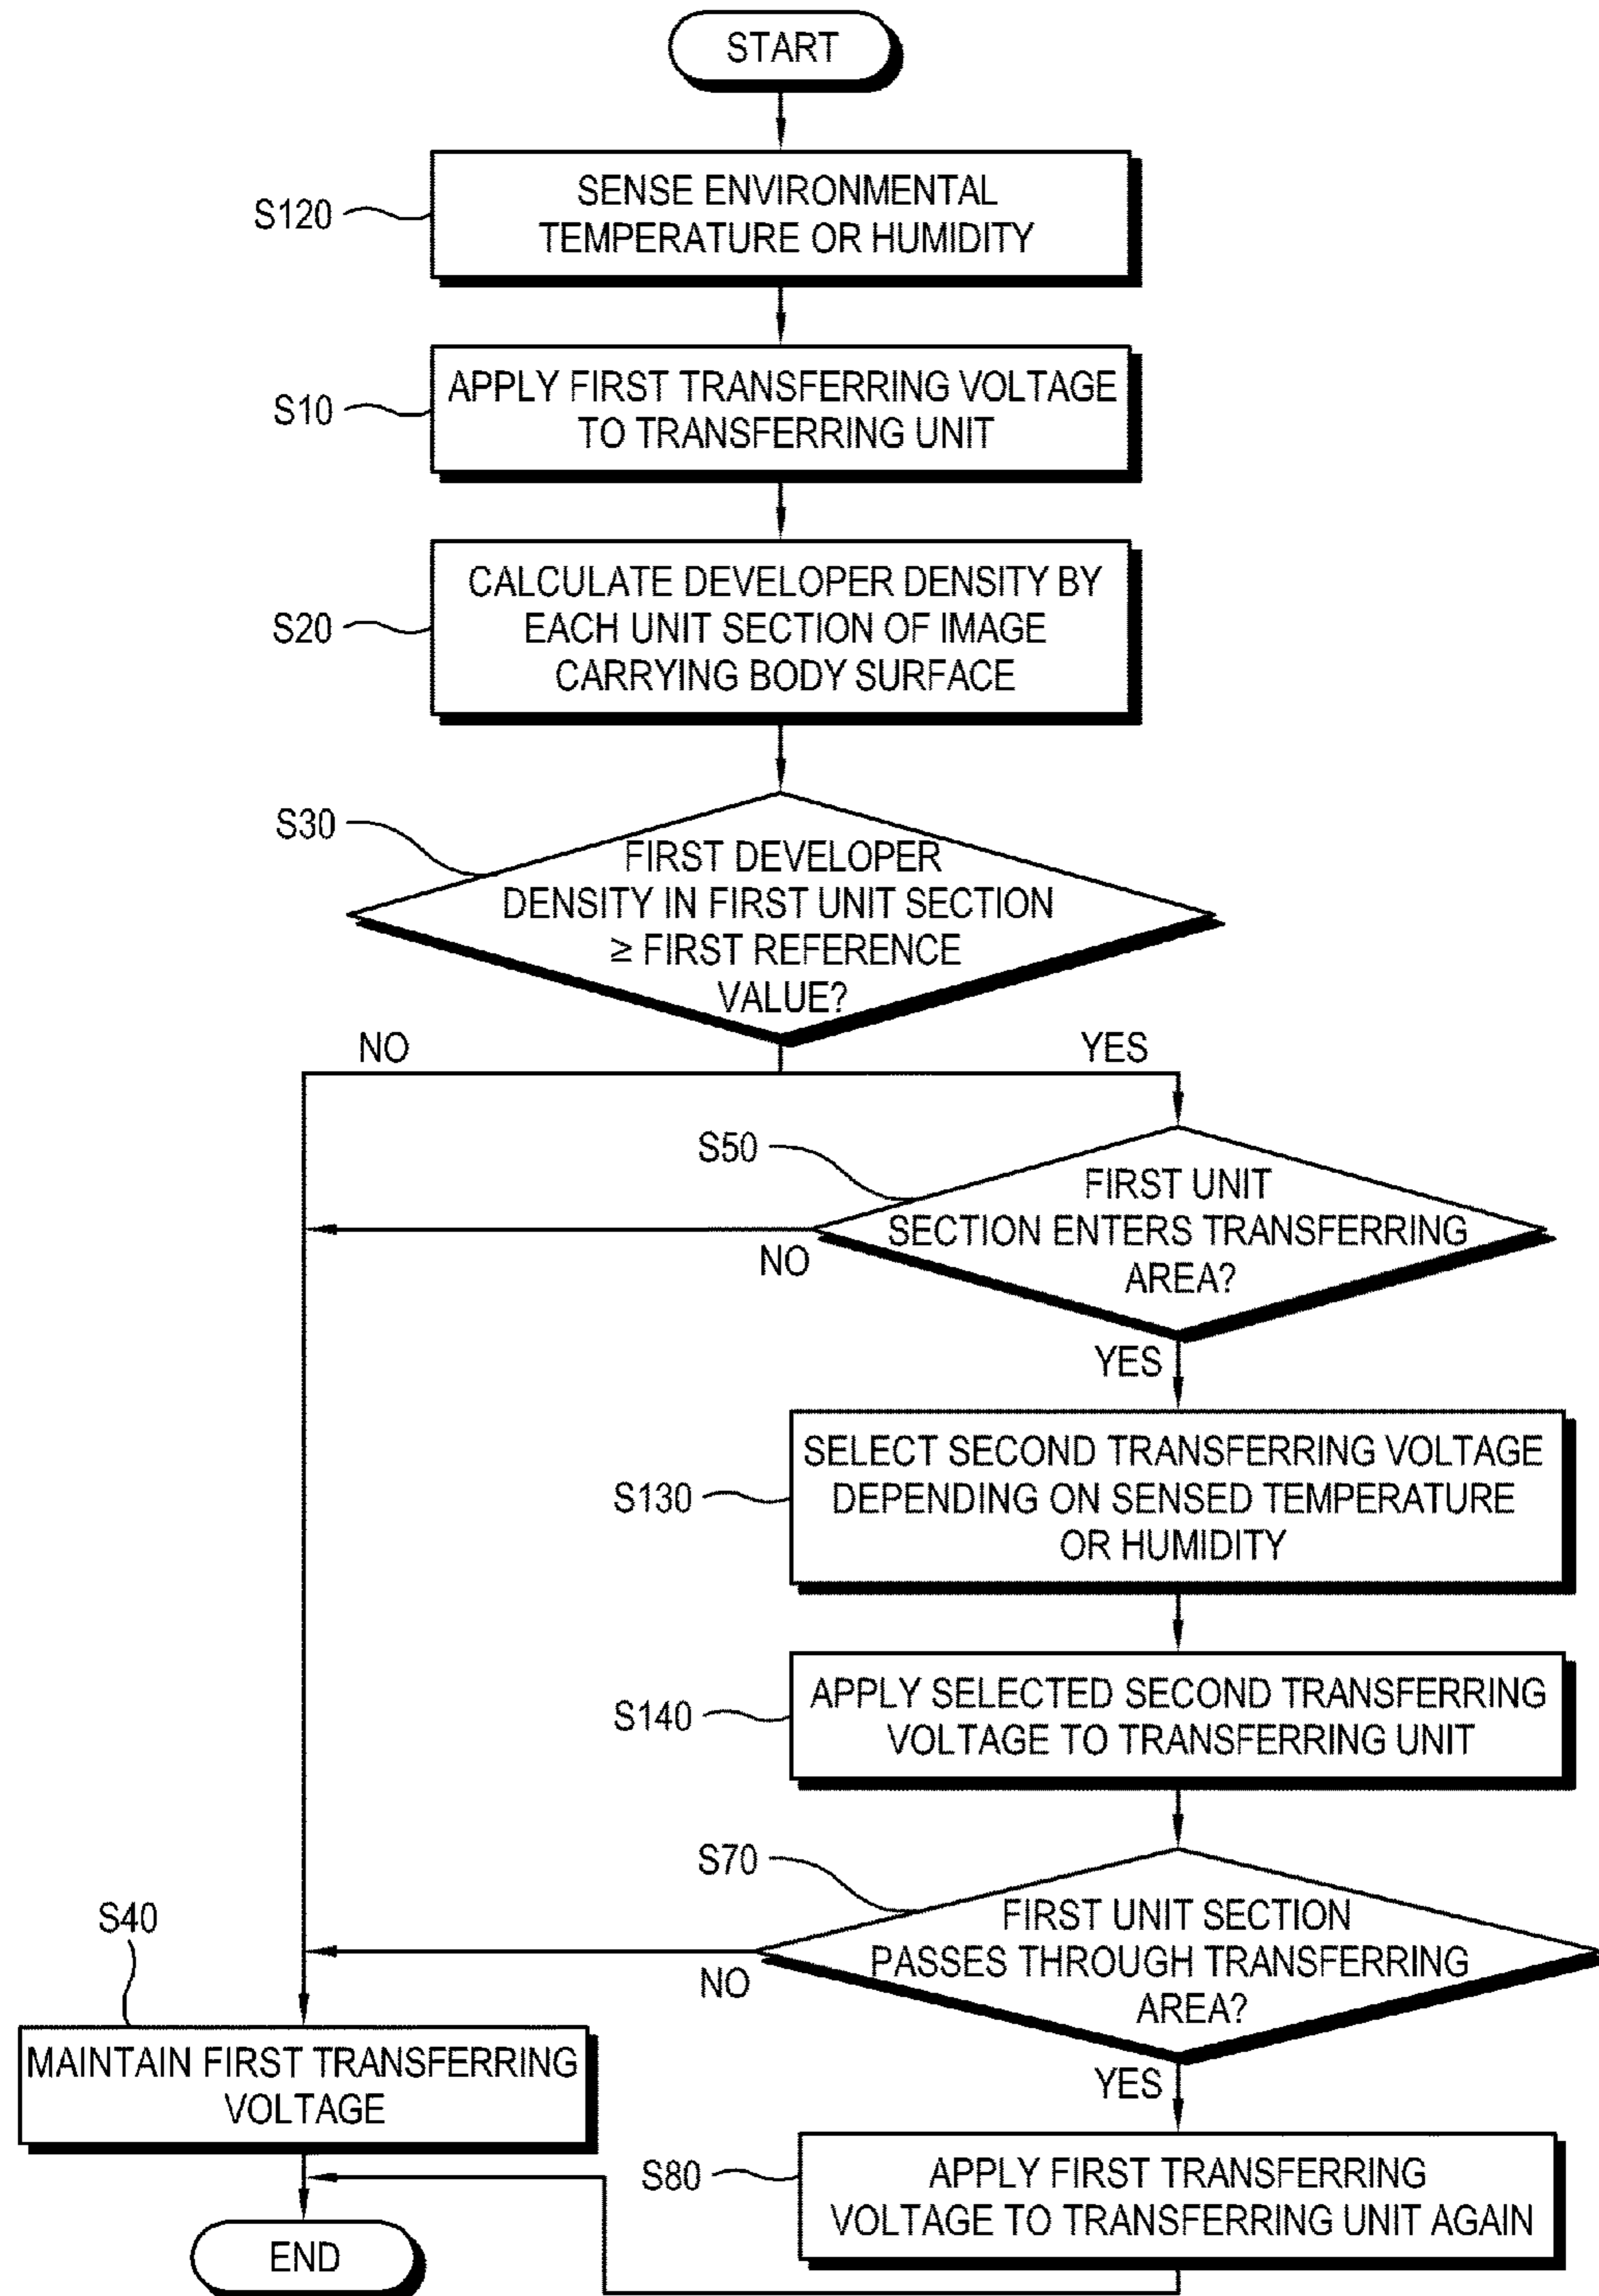 START
S120
SENSE ENVIRONMENTAL
TEMPERATURE OR HUMIDITY
S10
APPLY FIRST TRANSFERRING VOLTAGE
TO TRANSFERRING UNIT
S20
CALCULATE DEVELOPER DENSITY BY
EACH UNIT SECTION OF IMAGE
CARRYING BODY SURFACE
S30
FIRST DEVELOPER
DENSITY IN FIRST UNIT SECTION
≥ FIRST REFERENCE
VALUE?
NO
YES
S50
FIRST UNIT
SECTION ENTERS TRANSFERRING
AREA?
NO
YES
S130
SELECT SECOND TRANSFERRING VOLTAGE
DEPENDING ON SENSED TEMPERATURE
OR HUMIDITY
S140
APPLY SELECTED SECOND TRANSFERRING
VOLTAGE TO TRANSFERRING UNIT
S70
FIRST UNIT SECTION
PASSES THROUGH TRANSFERRING
AREA?
NO
YES
S40
MAINTAIN FIRST TRANSFERRING
VOLTAGE
S80
APPLY FIRST TRANSFERRING
VOLTAGE TO TRANSFERRING UNIT AGAIN
END